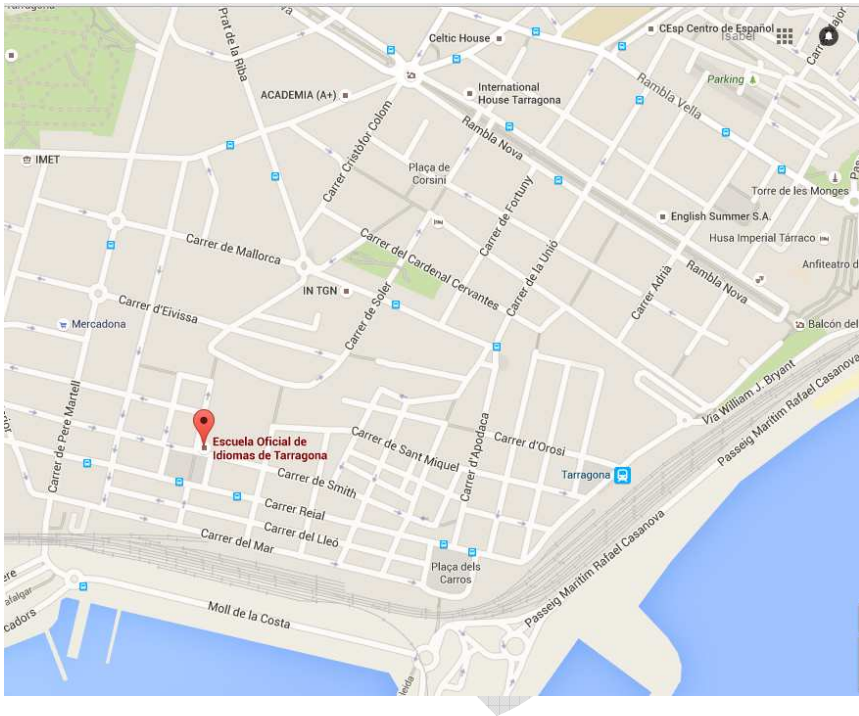 Tarragona
Prat de la Riba
Celtic House
CEsp Centro de Español
Isabel
Parking
ACADEMIA (A+)
International
House Tarragona
Rambla Vella
Rambla Nova
Carrer Cristòfor Colom
IMET
Plaça de
Corsini
Torre de les Monges
Carrer de Fortuny
English Summer S.A.
Husa Imperial Tàrraco
Carrer de Mallorca
Carrer del Cardenal Cervantes
Carrer de la Unió
Rambla Nova
Anfiteatro d
IN TGN
Carrer de Soler
Carrer Adrià
Carrer d'Eivissa
Mercadona
Balcón del
Via William J. Bryant
Passeig Marítim Rafael Casanova
Carrer de Pere Martell
Escuela Oficial de
Idiomas de Tarragona
Carrer de Sant Miquel
Carrer d'Apodaca
Carrer d'Orosi
Tarragona
Carrer de Smith
Carrer Reial
Carrer del Lleó
Carrer del Mar
Plaça dels
Carros
Passeig Marítim Rafael Casanova
Moll de la Costa
afalgar
cadors